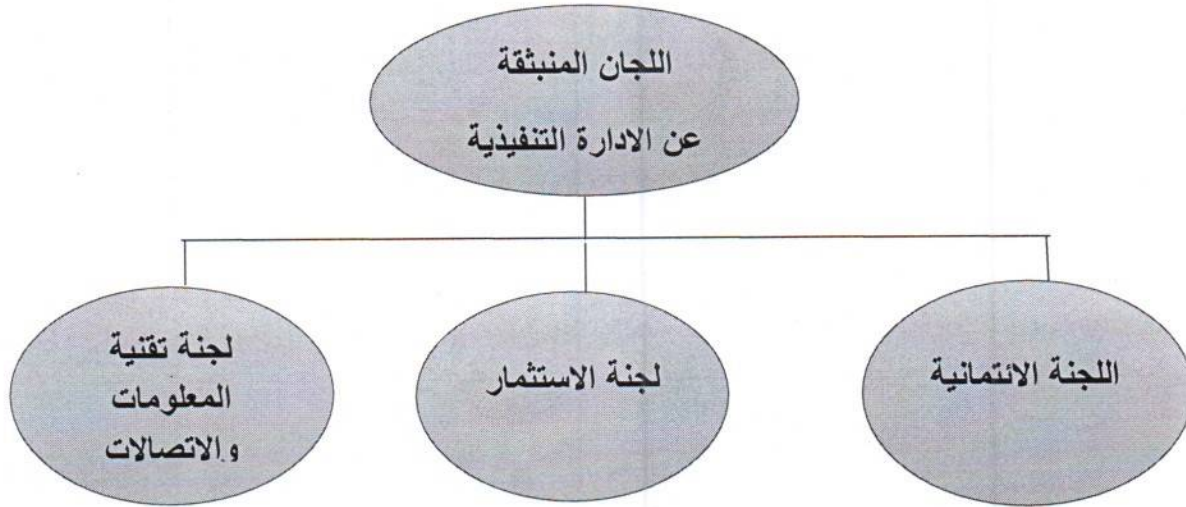 اللجان المنبثقة
عن الادارة التنفيذية
اللجنة الائتمانية
لجنة الاستثمار
لجنة تقنية
المعلومات
والاتصالات